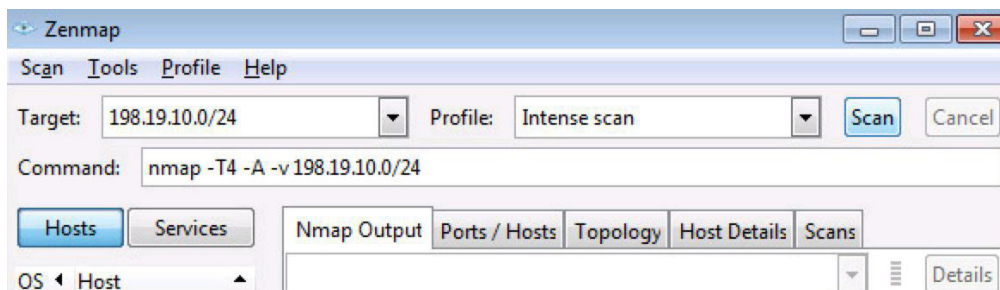 Zenmap
Scan Tools Profile Help
Target: 198.19.10.0/24 Profile: Intense scan Scan Cancel
Command: nmap -T4 -A -v 198.19.10.0/24
Hosts Services Nmap Output Ports / Hosts Topology Host Details Scans
OS Host Details